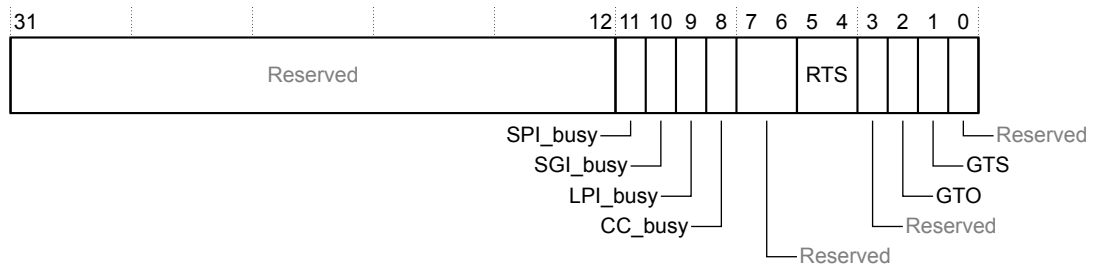 31 12 11 10 9 8 7 6 5 4 3 2 1 0
Reserved RTS
SPI_busy Reserved
SGI_busy GTS
LPI_busy GTO
CC_busy Reserved
Reserved